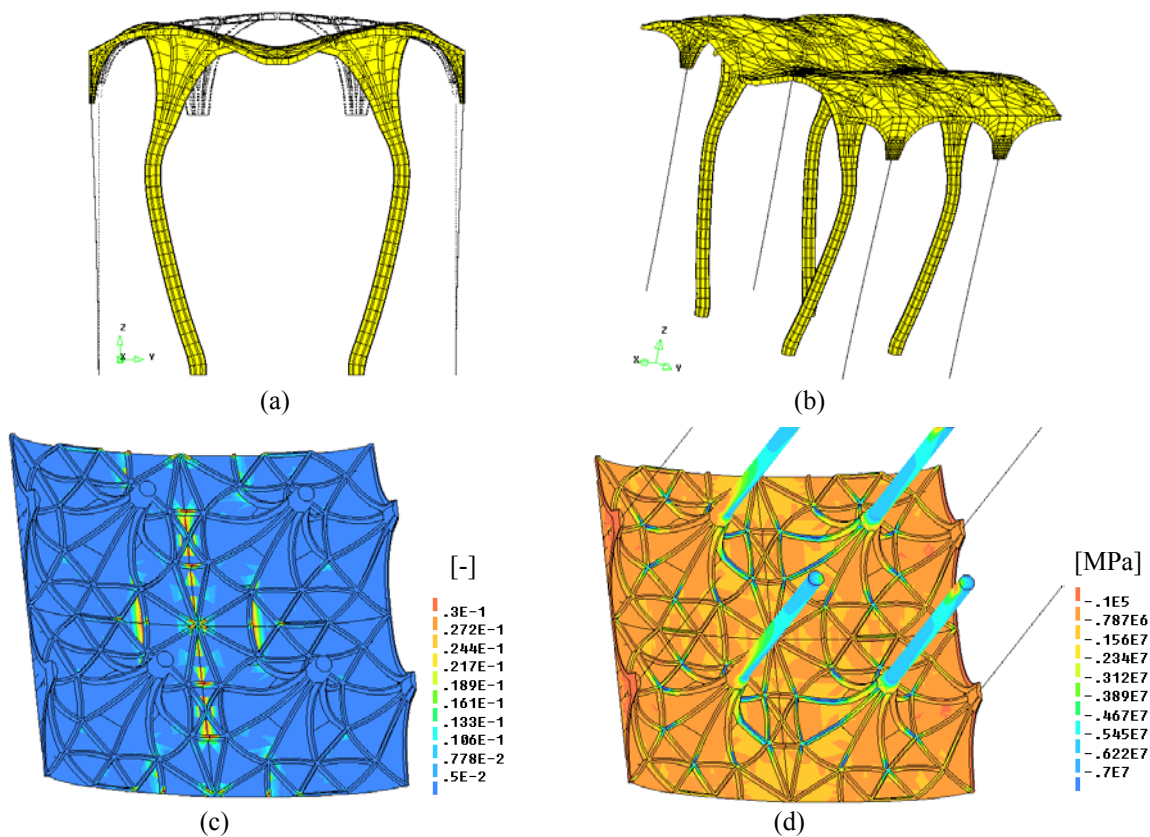 Z
X Y
(a)
Z
X
Y
(b)
[-]
.3E-1
.272E-1
.244E-1
.217E-1
.189E-1
.161E-1
.133E-1
.106E-1
.778E-2
.5E-2
(c)
[MPa]
-.1E5
-.787E6
-.156E7
-.234E7
-.312E7
-.389E7
-.467E7
-.545E7
-.622E7
-.7E7
(d)